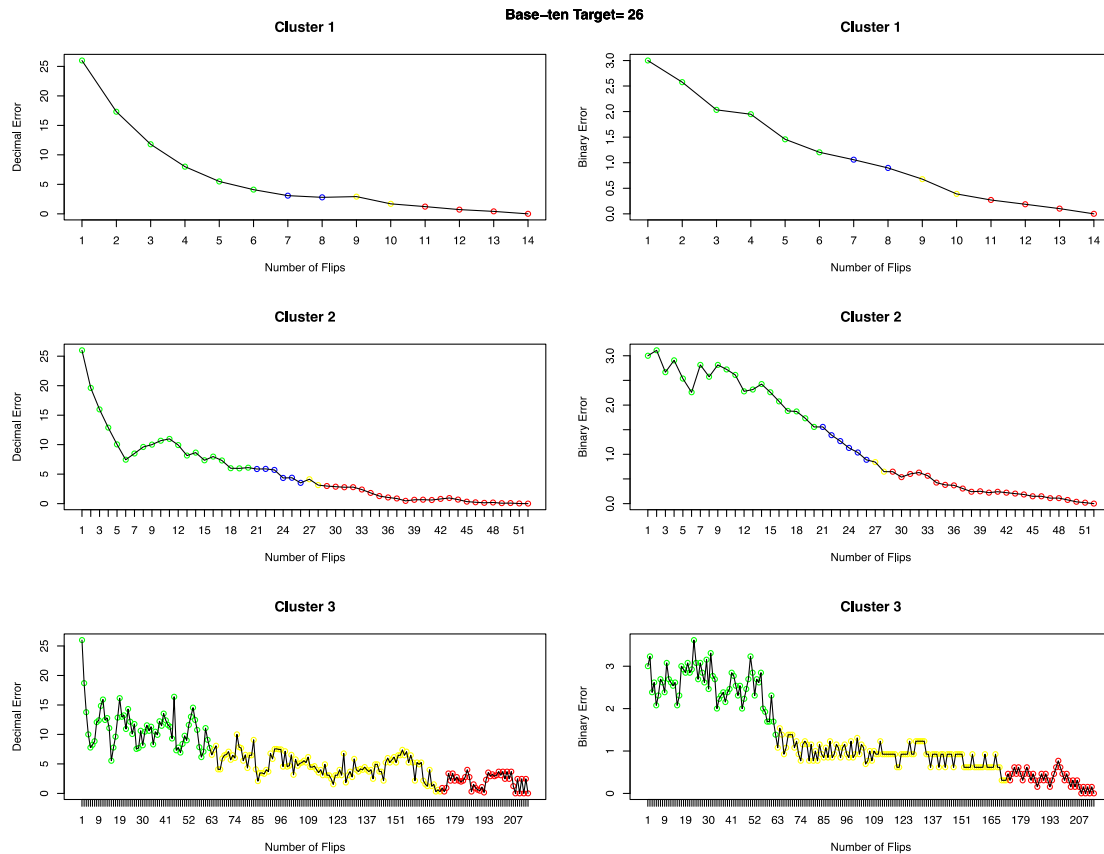 Base-ten Target= 26
Cluster 1
Decimal Error
25
20
15
10
5
0
1 2 3 4 5 6 7 8 9 10 11 12 13 14
Number of Flips
Cluster 1
Binary Error
3.0
2.5
2.0
1.5
1.0
0.5
0.0
1 2 3 4 5 6 7 8 9 10 11 12 13 14
Number of Flips
Cluster 2
Decimal Error
25
20
15
10
5
0
1 3 5 7 9 12 15 18 21 24 27 30 33 36 39 42 45 48 51
Number of Flips
Cluster 2
Binary Error
3.0
2.0
1.0
0.0
1 3 5 7 9 12 15 18 21 24 27 30 33 36 39 42 45 48 51
Number of Flips
Cluster 3
Decimal Error
25
20
15
10
5
0
1 9 19 30 41 52 63 74 85 96 109 123 137 151 165 179 193 207
Number of Flips
Cluster 3
Binary Error
3
2
1
0
1 9 19 30 41 52 63 74 85 96 109 123 137 151 165 179 193 207
Number of Flips